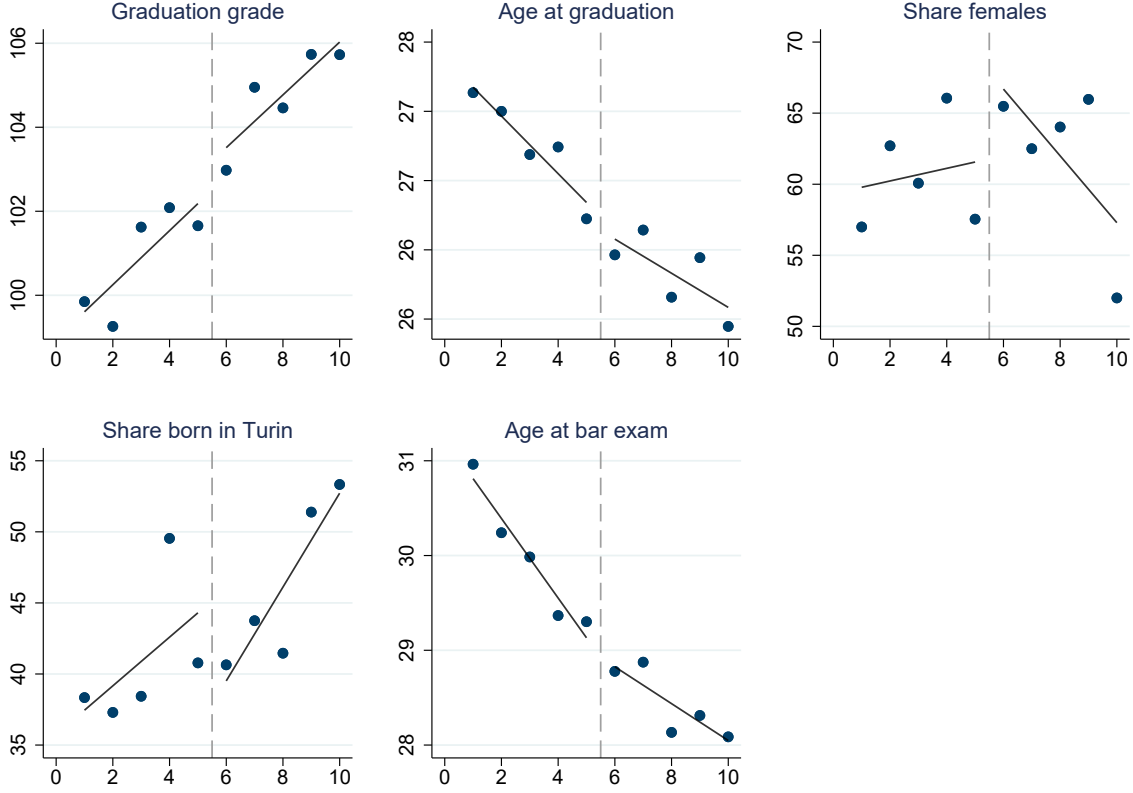 Graduation grade
106
104
102
100
0 2 4 6 8 10
Age at graduation
28
27
27
26
26
0 2 4 6 8 10
Share females
70
65
60
55
50
0 2 4 6 8 10
Share born in Turin
55
50
45
40
35
0 2 4 6 8 10
Age at bar exam
31
30
29
28
0 2 4 6 8 10